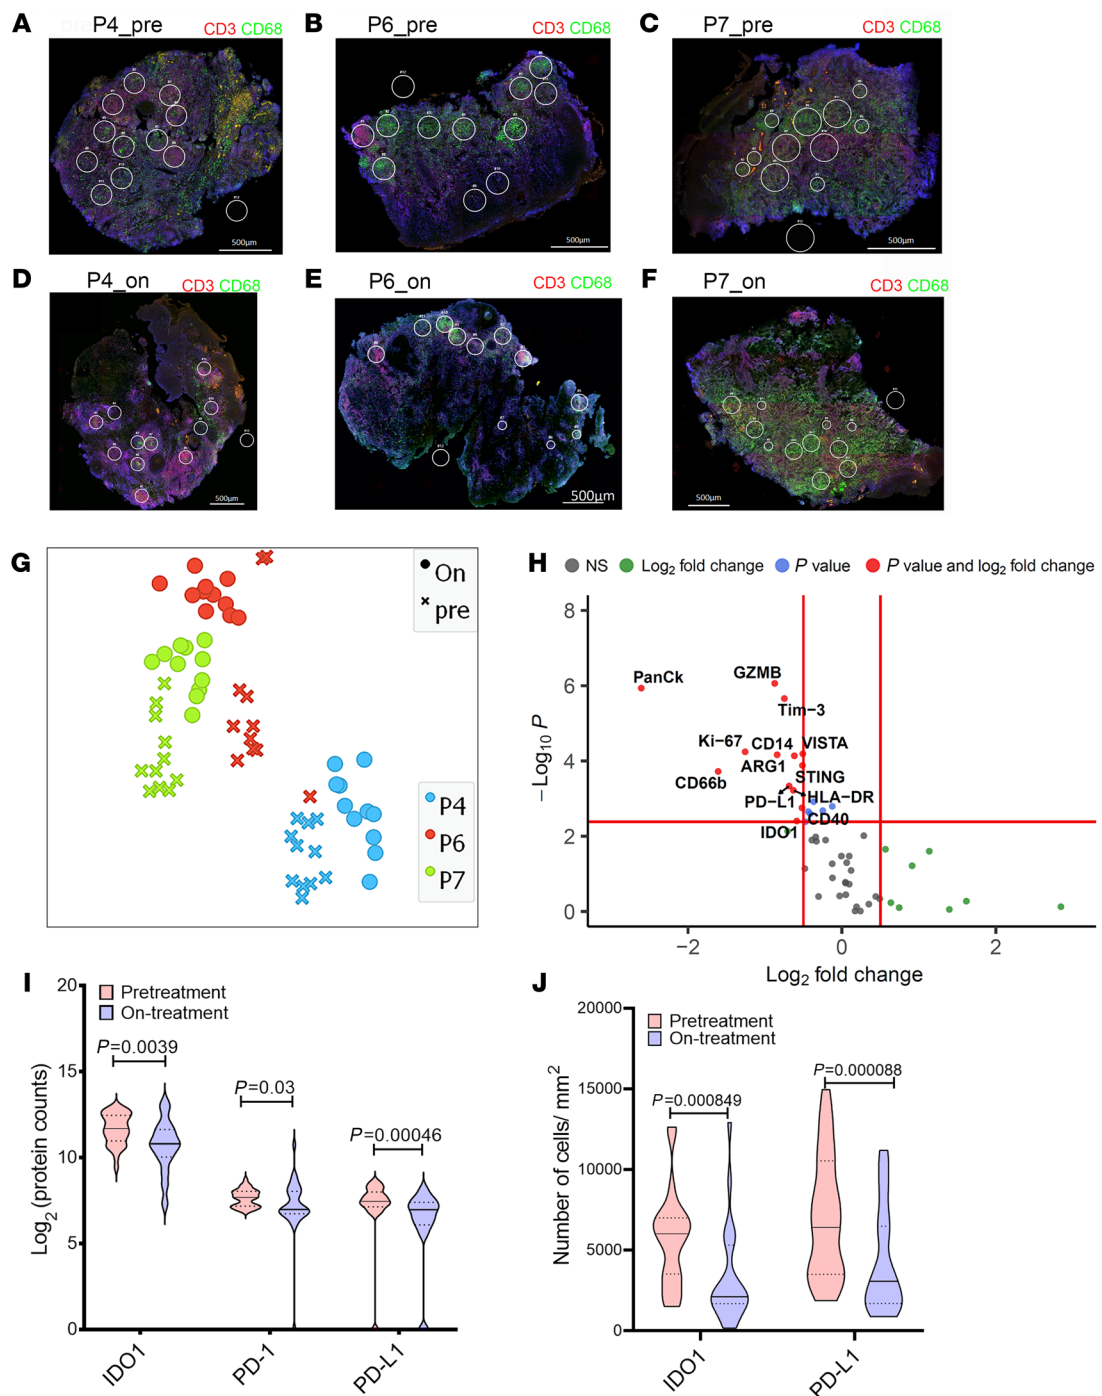 A P4_pre CD3 CD68
B P6_pre CD3 CD68
C P7_pre CD3 CD68
500µm
500µm
500µm
D P4_on CD3 CD68
E P6_on CD3 CD68
F P7_on CD3 CD68
500µm
500µm
500µm
G
On
pre
P4
P6
P7
H
NS
Log2 fold change
P value
P value and log2 fold change
−Log10 P
8
6
4
2
0
PanCk
GZMB
Tim−3
Ki−67
CD14
VISTA
ARG1
STING
CD66b
PD−L1
HLA−DR
CD40
IDO1
−2
0
2
Log2 fold change
I
Pretreatment
On-treatment
Log2 (protein counts)
20
15
10
5
0
P=0.0039
P=0.03
P=0.00046
IDO1
PD-1
PD-L1
J
Pretreatment
On-treatment
Number of cells/ mm2
20000
15000
10000
5000
0
P=0.000849
P=0.000088
IDO1
PD-L1